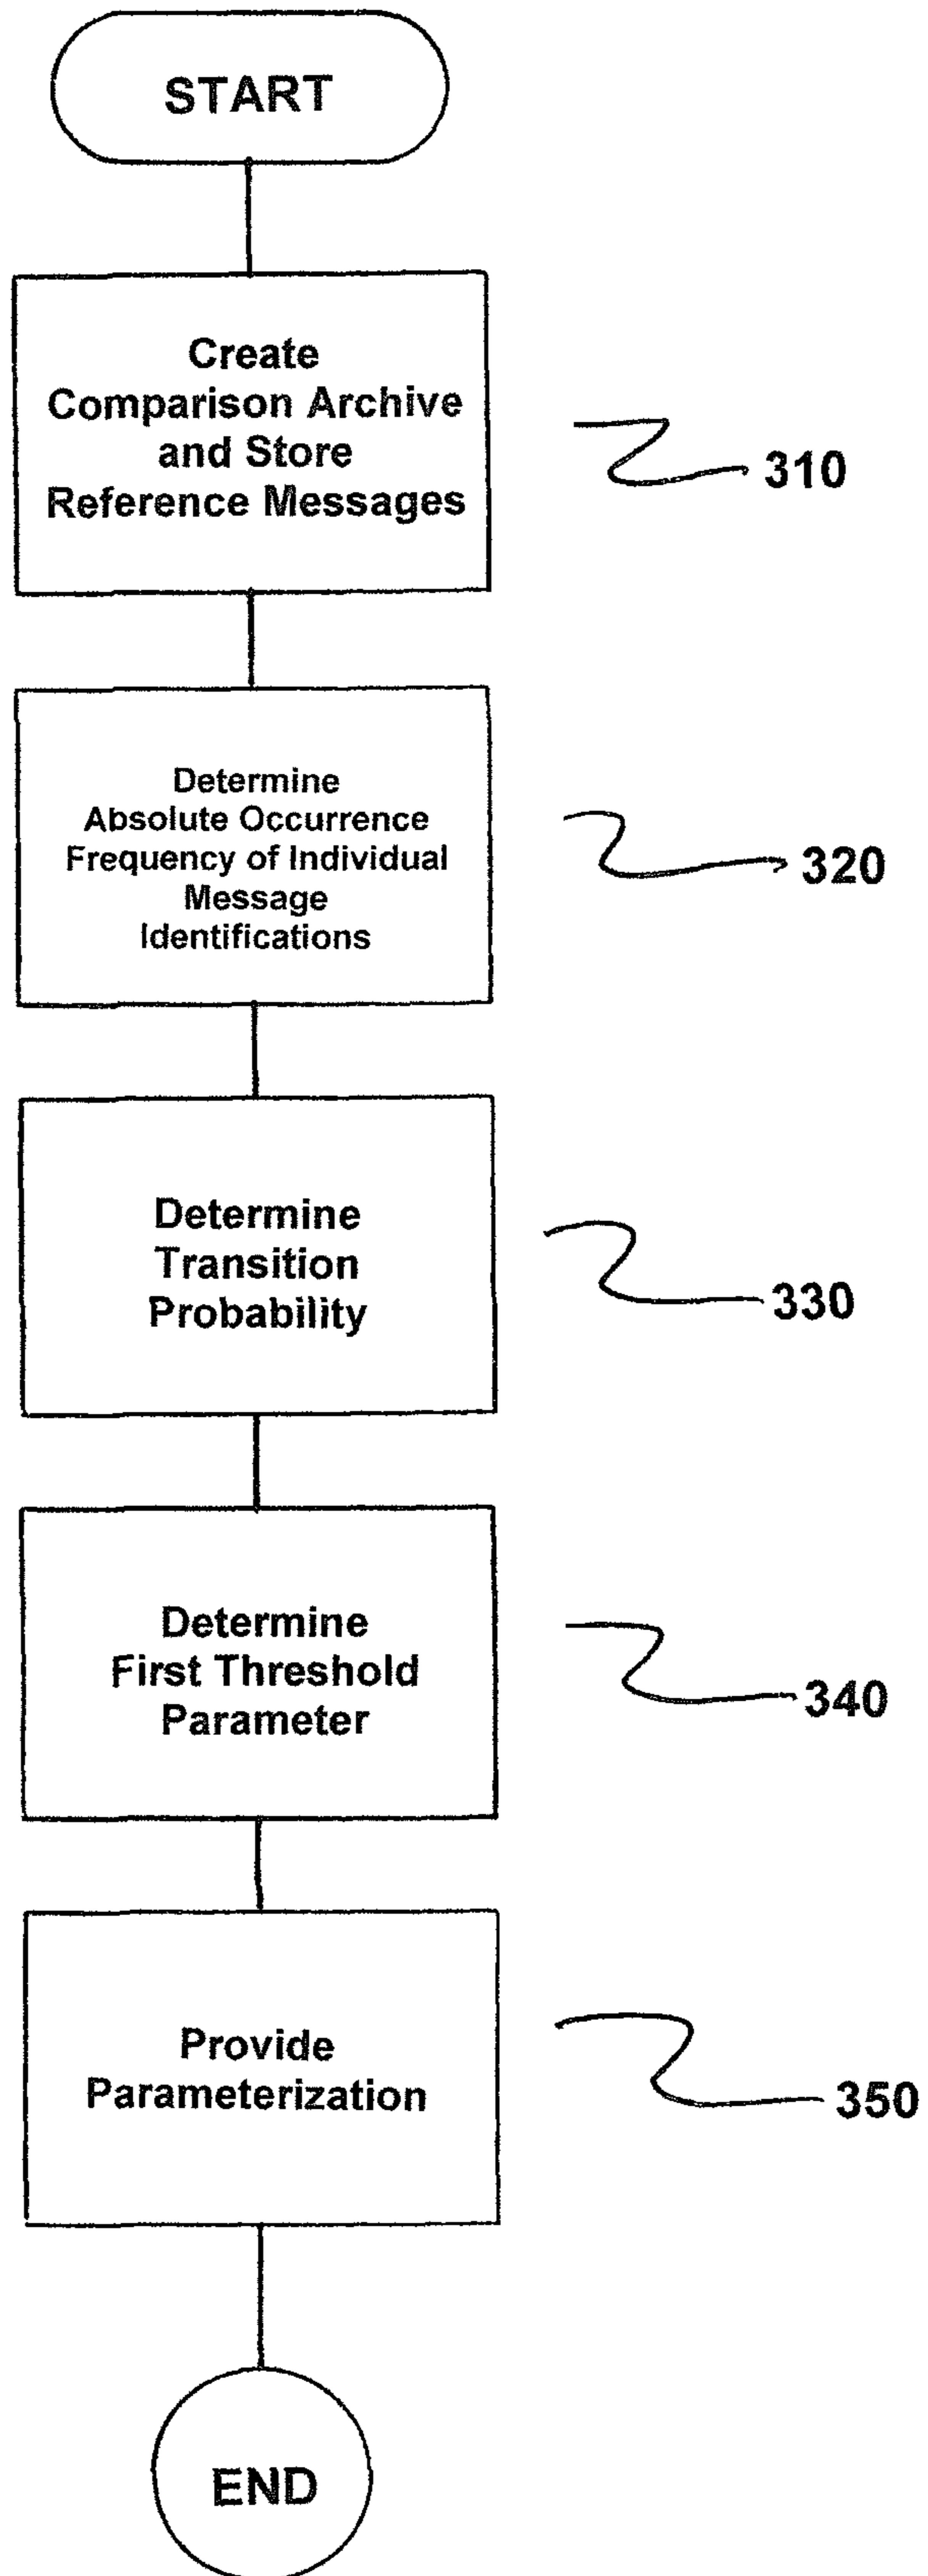 START
Create
Comparison Archive
and Store
Reference Messages
310
Determine
Absolute Occurrence
Frequency of Individual
Message
Identifications
320
Determine
Transition
Probability
330
Determine
First Threshold
Parameter
340
Provide
Parameterization
350
END